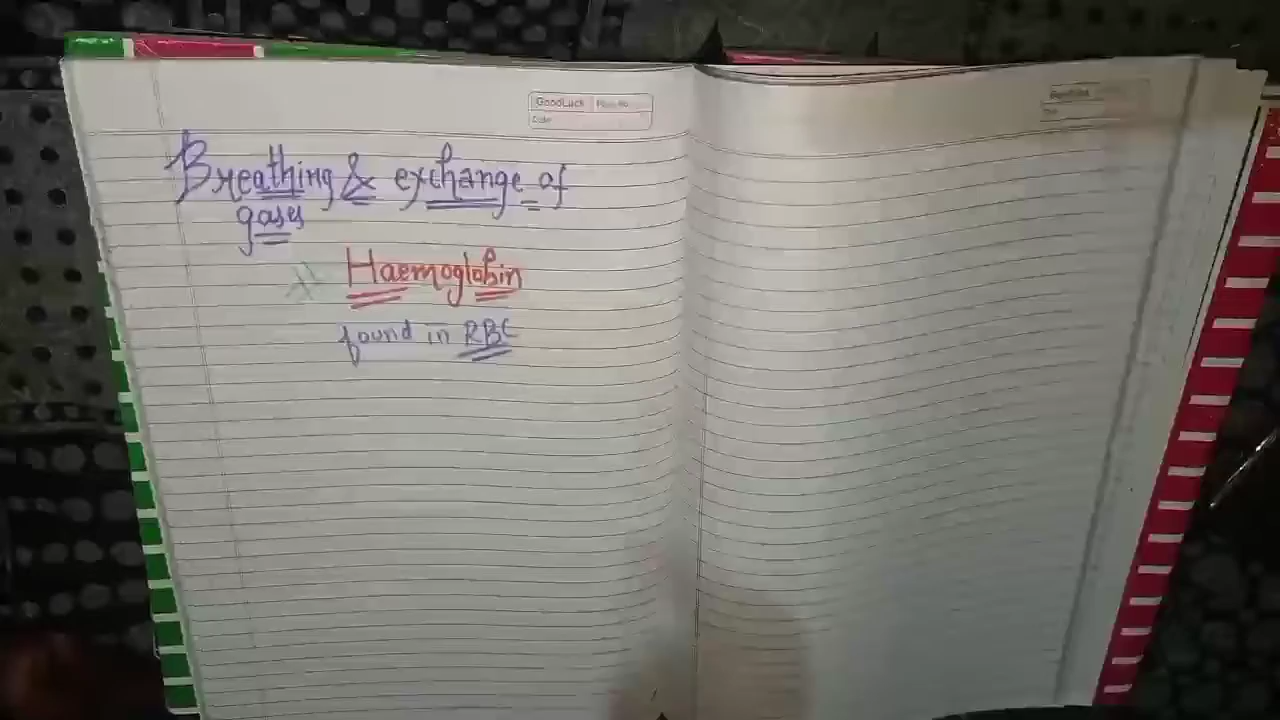 GoodLuck
Date
Breathing & exchange of
gases
Haemoglobin
found in RBC